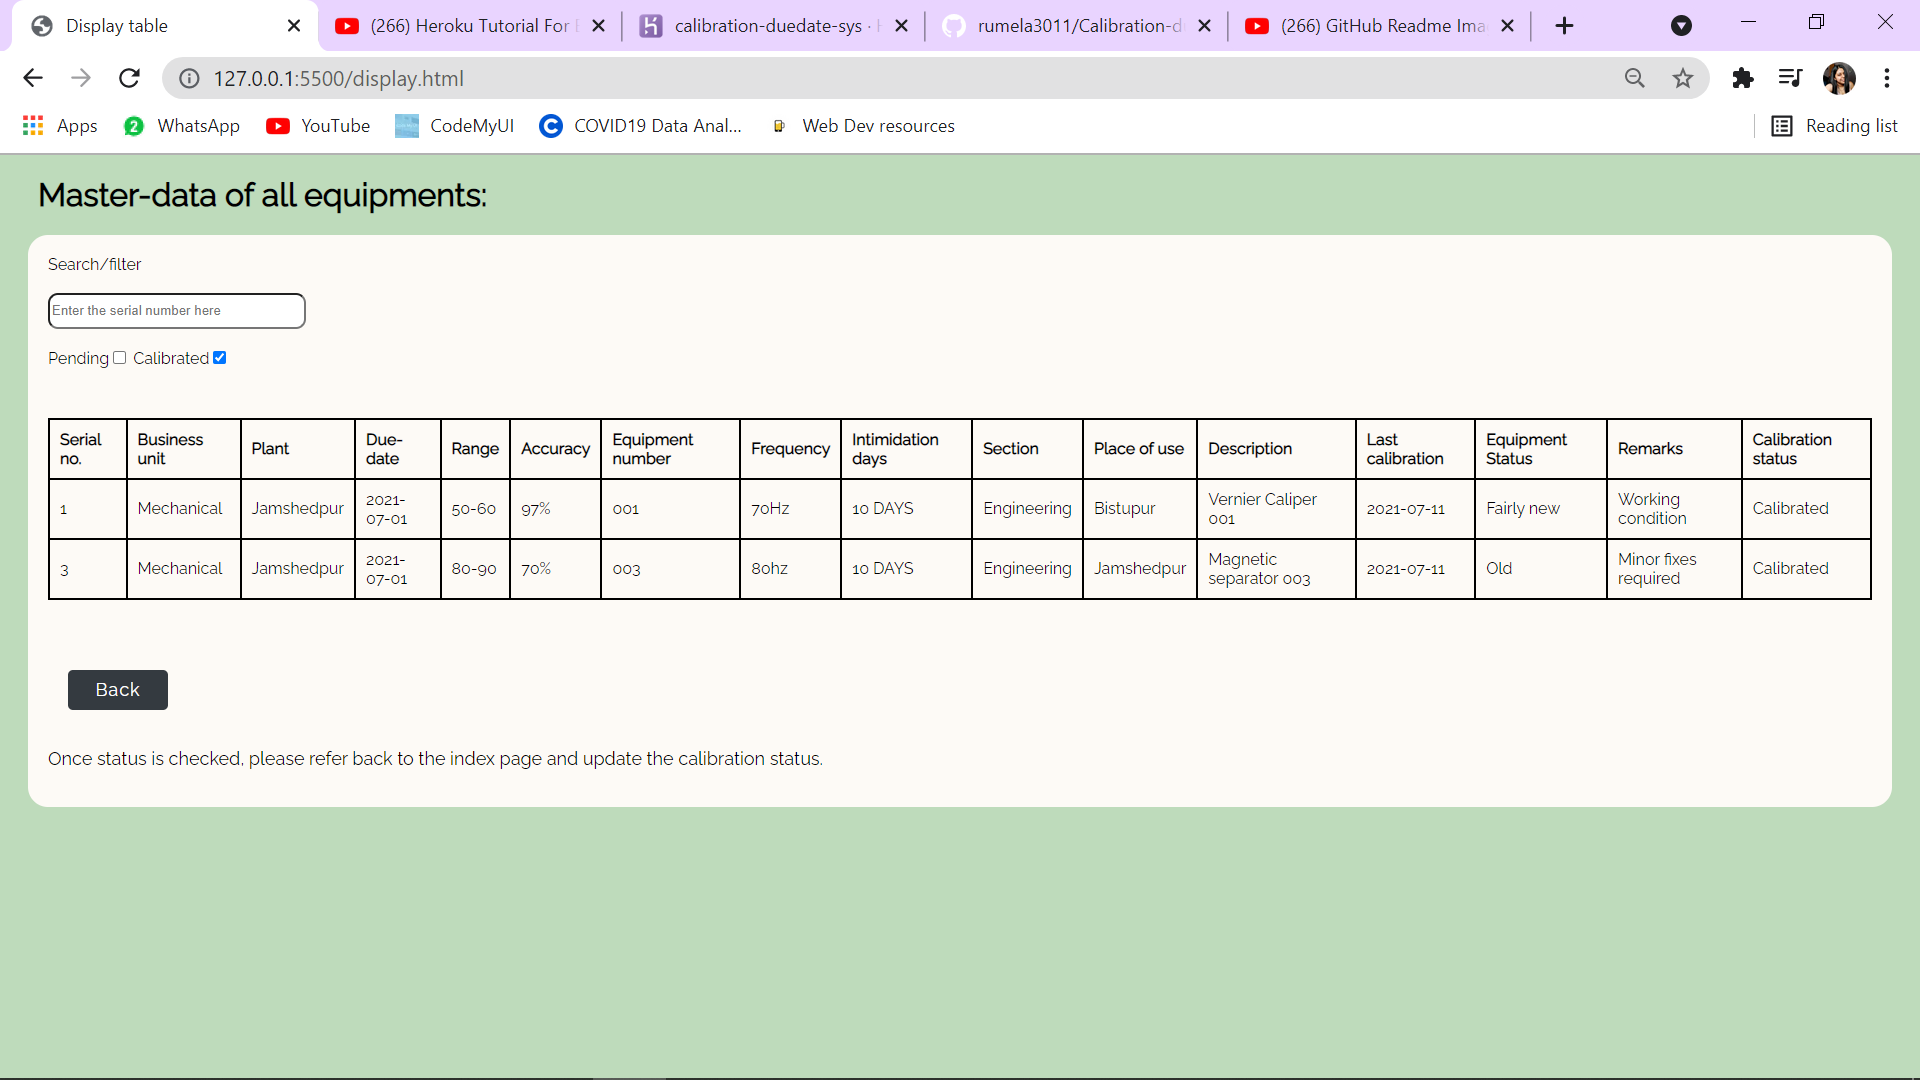 Display table
(266) Heroku Tutorial For
calibration-duedate-sys ·
rumela3011/Calibration-d
(266) GitHub Readme Ima
127.0.0.1:5500/display.html
Apps
2
WhatsApp
YouTube
CodeMyUI
COVID19 Data Anal...
Web Dev resources
Reading list
Master-data of all equipments:
Search/filter
Enter the serial number here
Pending Calibrated
Serial no. Business unit Plant Due-date Range Accuracy Equipment number Frequency Intimidation days Section Place of use Description Last calibration Equipment Status Remarks Calibration status
1 Mechanical Jamshedpur 2021-07-01 50-60 97% 001 70Hz 10 DAYS Engineering Bistupur Vernier Caliper 001 2021-07-11 Fairly new Working condition Calibrated
3 Mechanical Jamshedpur 2021-07-01 80-90 70% 003 80hz 10 DAYS Engineering Jamshedpur Magnetic separator 003 2021-07-11 Old Minor fixes required Calibrated
Back
Once status is checked, please refer back to the index page and update the calibration status.